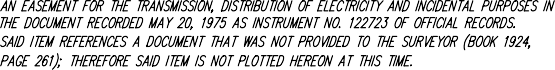 AN EASEMENT FOR THE TRANSMISSION, DISTRIBUTION OF ELECTRICITY AND INCIDENTAL PURPOSES IN
THE DOCUMENT RECORDED MAY 20, 1975 AS INSTRUMENT NO. 122723 OF OFFICIAL RECORDS.
SAID ITEM REFERENCES A DOCUMENT THAT WAS NOT PROVIDED TO THE SURVEYOR (BOOK 1924,
PAGE 261); THEREFORE SAID ITEM IS NOT PLOTTED HEREON AT THIS TIME.